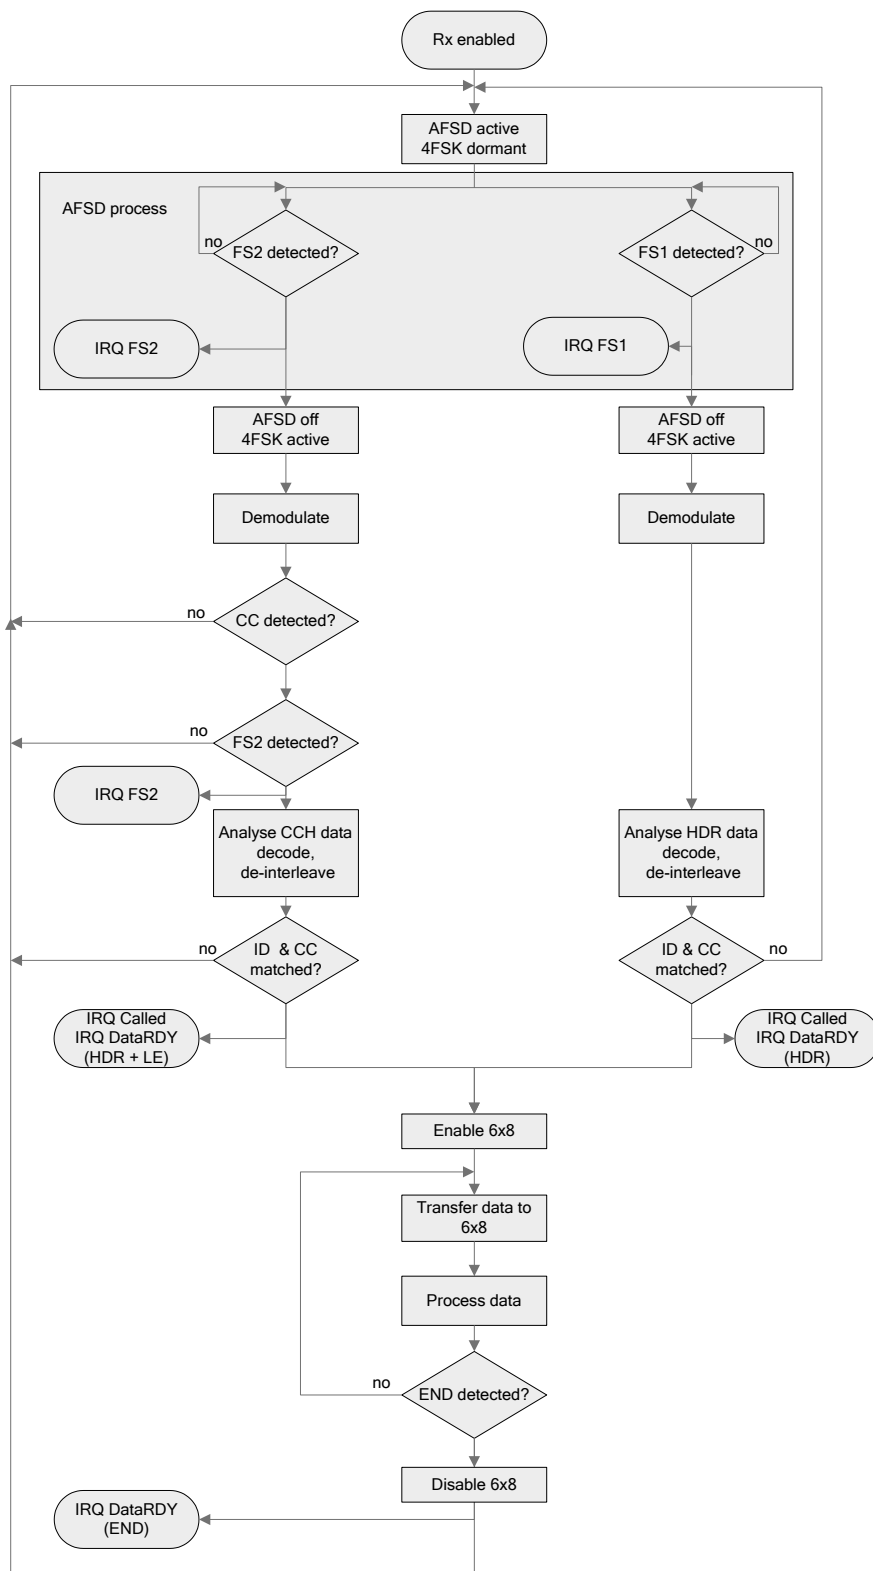 Rx enabled
AFSD active
4FSK dormant
AFSD process
no
FS2 detected?
FS1 detected?
no
IRQ FS2
IRQ FS1
AFSD off
4FSK active
AFSD off
4FSK active
Demodulate
Demodulate
no
CC detected?
no
FS2 detected?
IRQ FS2
Analyse CCH data
decode,
de-interleave
Analyse HDR data
decode,
de-interleave
no
ID & CC
matched?
ID & CC
matched?
no
IRQ Called
IRQ DataRDY
(HDR + LE)
IRQ Called
IRQ DataRDY
(HDR)
Enable 6x8
Transfer data to
6x8
Process data
no
END detected?
Disable 6x8
IRQ DataRDY
(END)